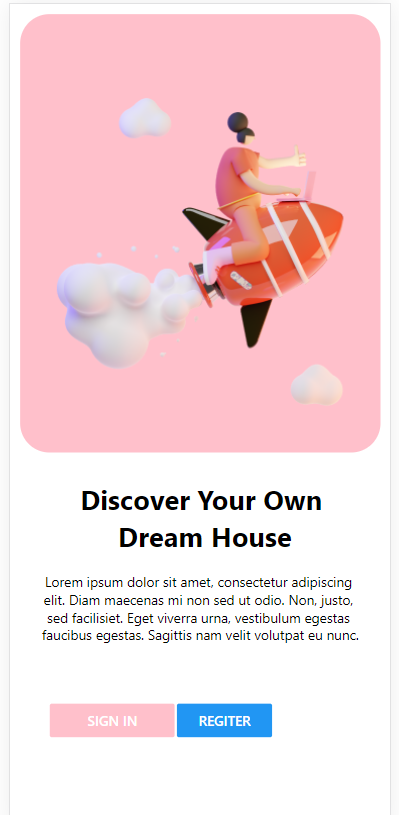 Discover Your Own
Dream House
Lorem ipsum dolor sit amet, consectetur adipiscing
elit. Diam maecenas mi non sed ut odio. Non, justo,
sed facilisiet. Eget viverra urna, vestibulum egestas
faucibus egestas. Sagittis nam velit volutpat eu nunc.
SIGN IN REGITER